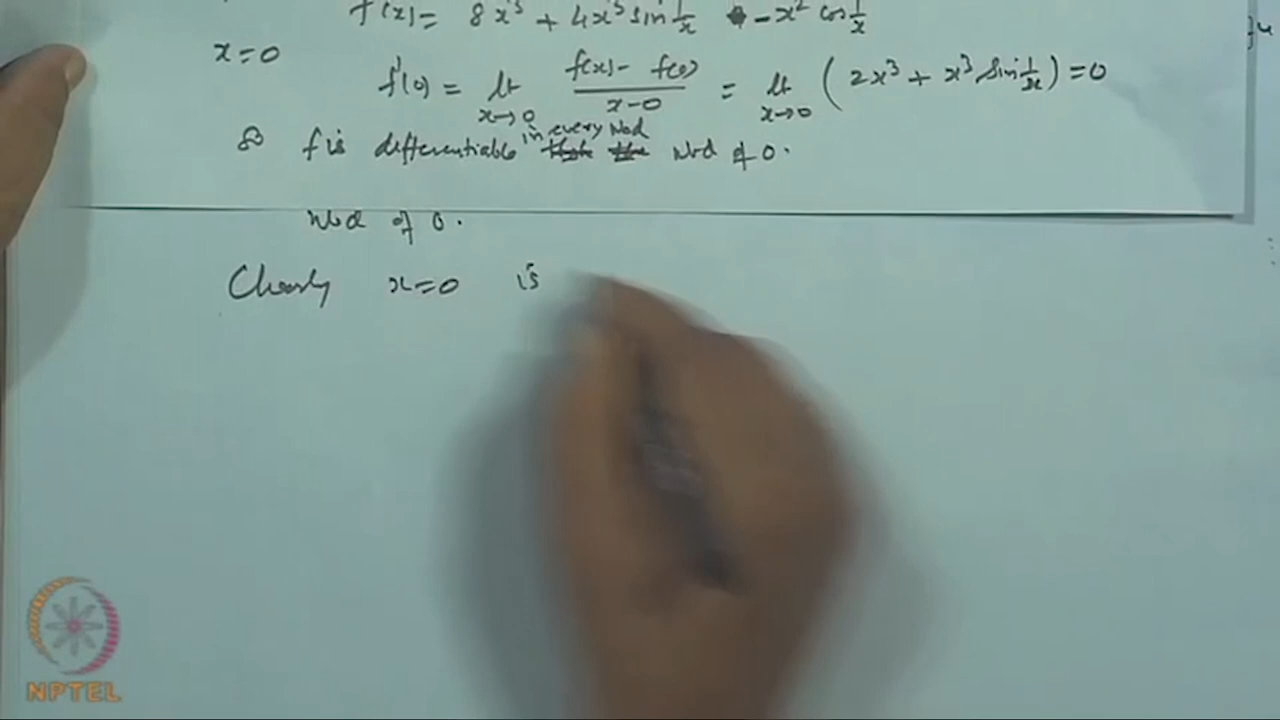 f'(x) = 8x³ + 4x³ sin 1/x - x² cos 1/x
x=0
f'(0) = lt x→0 f(x) - f(0) / x-0 = lt x→0 (2x³ + x³ sin 1/x) = 0
So f is differentiable in every Nbd Nbd of 0.
Nbd of 0.
Clearly x=0 is
NPTEL